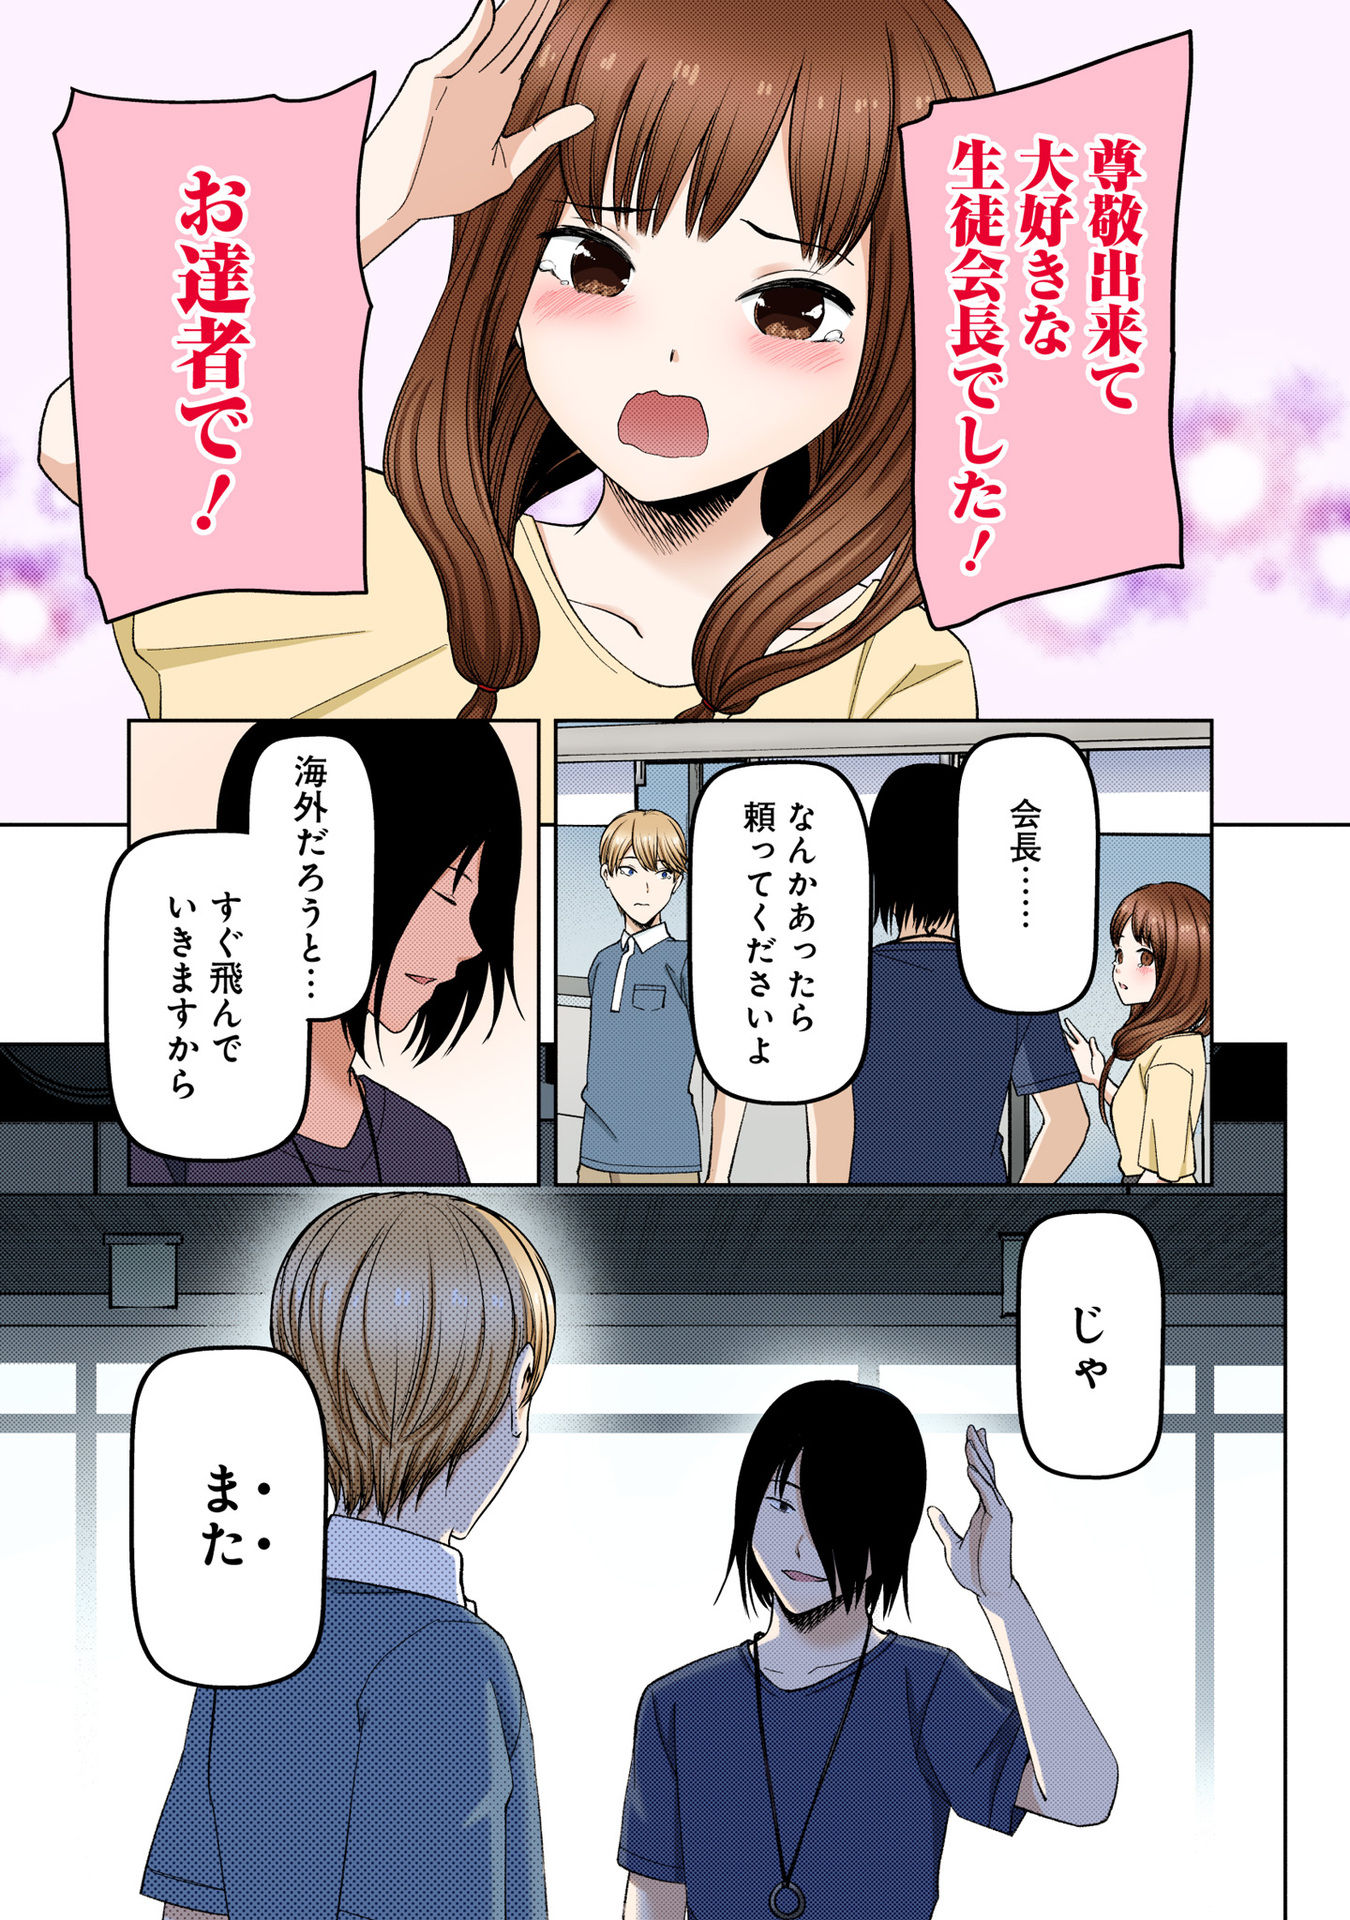 尊敬出来て
大好きな
生徒会長でした！
お達者で！
会長……
なんかあったら
頼ってくださいよ
海外だろうと…
すぐ飛んで
いきますから
じゃ
また